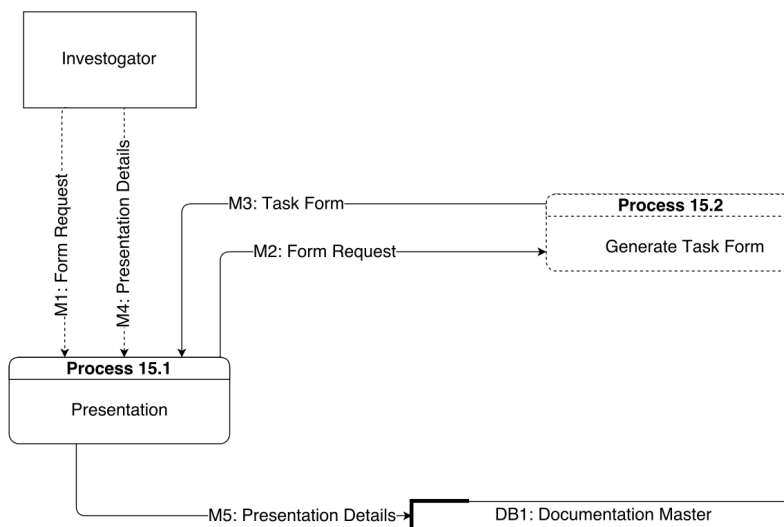 Investogator
M1: Form Request
M4: Presentation Details
M3: Task Form
Process 15.2
M2: Form Request
Generate Task Form
Process 15.1
Presentation
M5: Presentation Details
DB1: Documentation Master